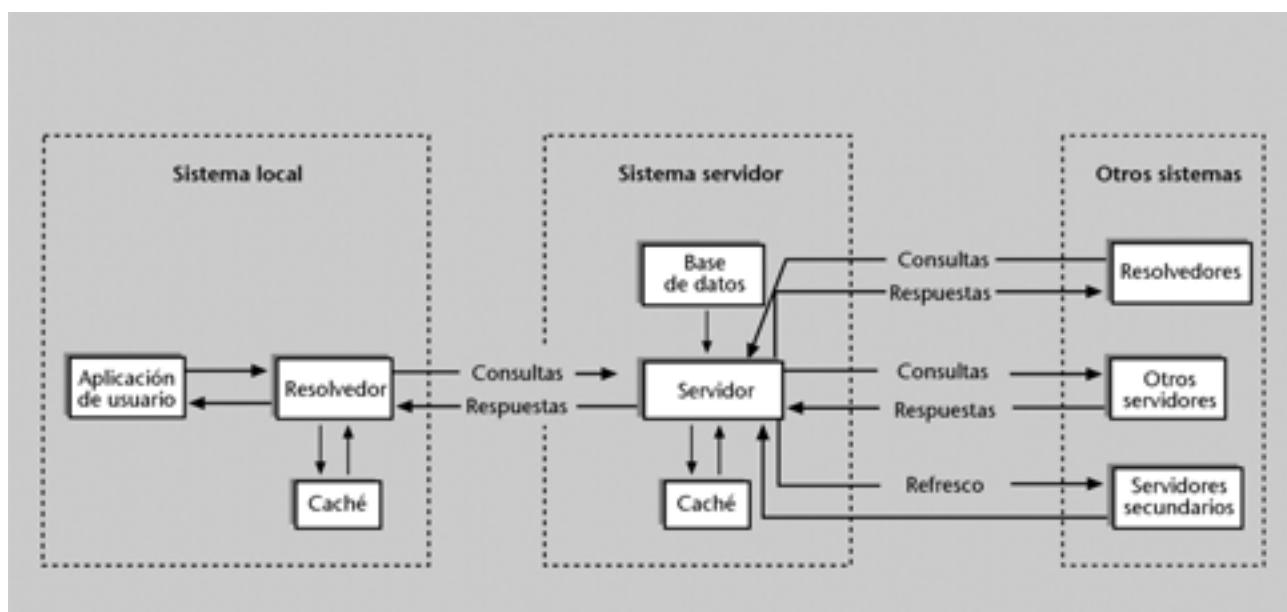 Sistema local
Sistema servidor
Otros sistemas
Base
de datos
Consultas
Respuestas
Resolvedores
Aplicación
de usuario
Resolvedor
Consultas
Respuestas
Servidor
Consultas
Respuestas
Otros
servidores
Caché
Caché
Refresco
Servidores
secundarios